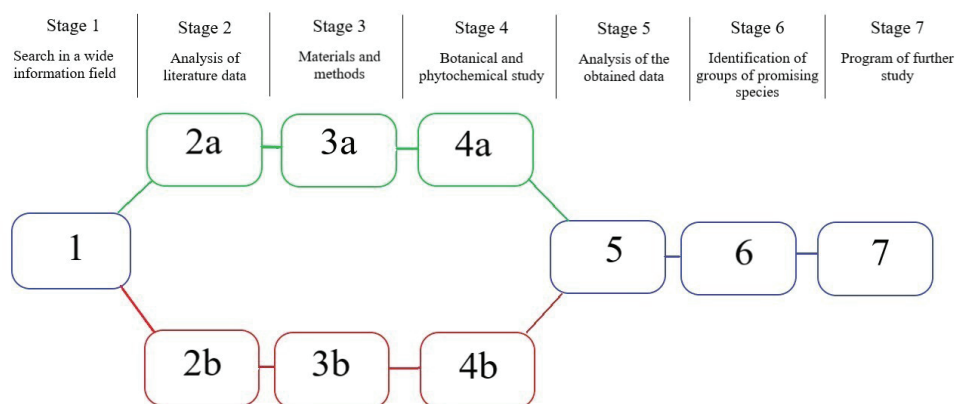 Stage 1
Search in a wide
information field
Stage 2
Analysis of
literature data
Stage 3
Materials and
methods
Stage 4
Botanical and
phytochemical study
Stage 5
Analysis of the
obtained data
Stage 6
Identification of
groups of promising
species
Stage 7
Program of further
study
2a
3a
4a
1
5
6
7
2b
3b
4b